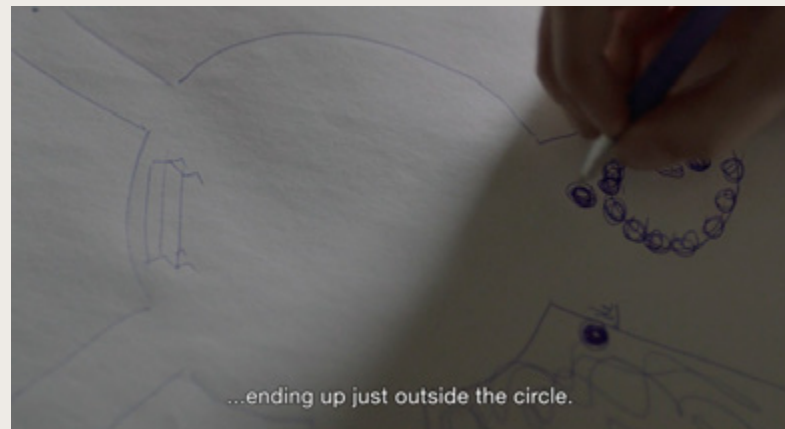 ...ending up just outside the circle.